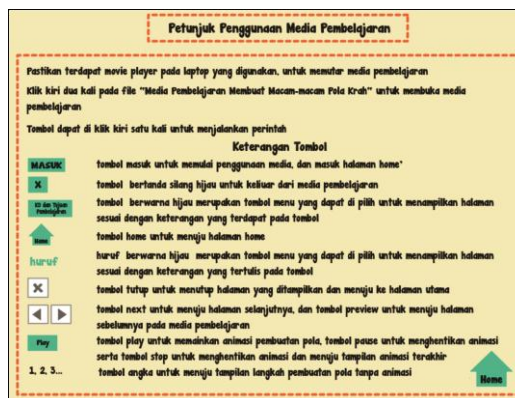 Petunjuk Penggunaan Media Pembelajaran
Pastikan terdapat movie player pada laptop yang digunakan, untuk memutar media pembelajaran
Klik kiri dua kali pada file "Media Pembelajaran Membuat Macam-macam Pola Krah" untuk membuka media
pembelajaran
Tombol dapat di klik kiri satu kali untuk menjalankan perintah
Keterangan Tombol
MASUK tombol masuk untuk memulai penggunaan media, dan masuk halaman home'
X tombol bertanda silang hijau untuk keluar dari media pembelajaran
KD dan Tujuan
Pembelajaran
tombol berwarna hijau merupakan tombol menu yang dapat di pilih untuk menampilkan halaman
sesuai dengan keterangan yang terdapat pada tombol
Home tombol home untuk menuju halaman home
huruf huruf berwarna hijau merupakan tombol menu yang dapat di pilih untuk menampilkan halaman
sesuai dengan keterangan yang tertulis pada tombol
X tombol tutup untuk menutup halaman yang ditampilkan dan menuju ke halaman utama
tombol next untuk menuju halaman selanjutnya, dan tombol preview untuk menuju halaman
sebelumnya pada media pembelajaran
Play tombol play untuk memainkan animasi pembuatan pola, tombol pause untuk menghentikan animasi
serta tombol stop untuk menghentikan animasi dan menuju tampilan animasi terakhir
1, 2, 3... tombol angka untuk menuju tampilan langkah pembuatan pola tanpa animasi
Home